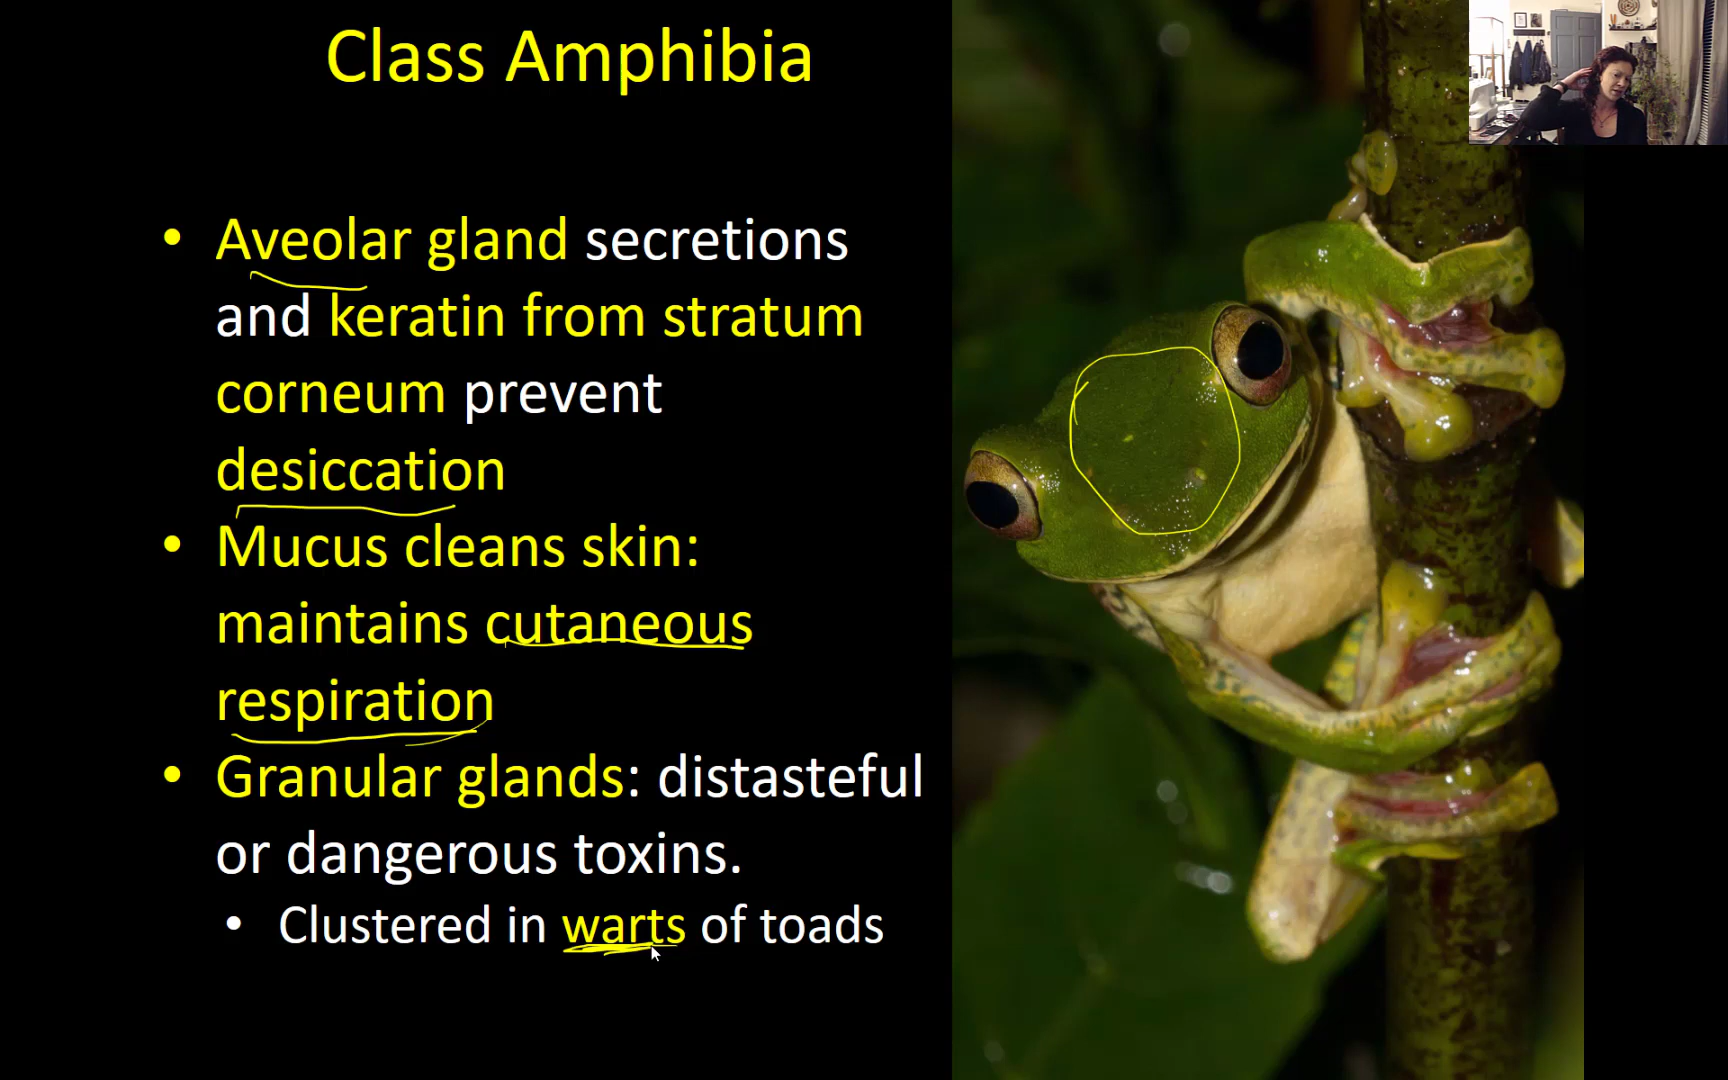 Class Amphibia
• Aveolar gland secretions
and keratin from stratum
corneum prevent
desiccation
• Mucus cleans skin:
maintains cutaneous
respiration
• Granular glands: distasteful
or dangerous toxins.
• Clustered in warts of toads